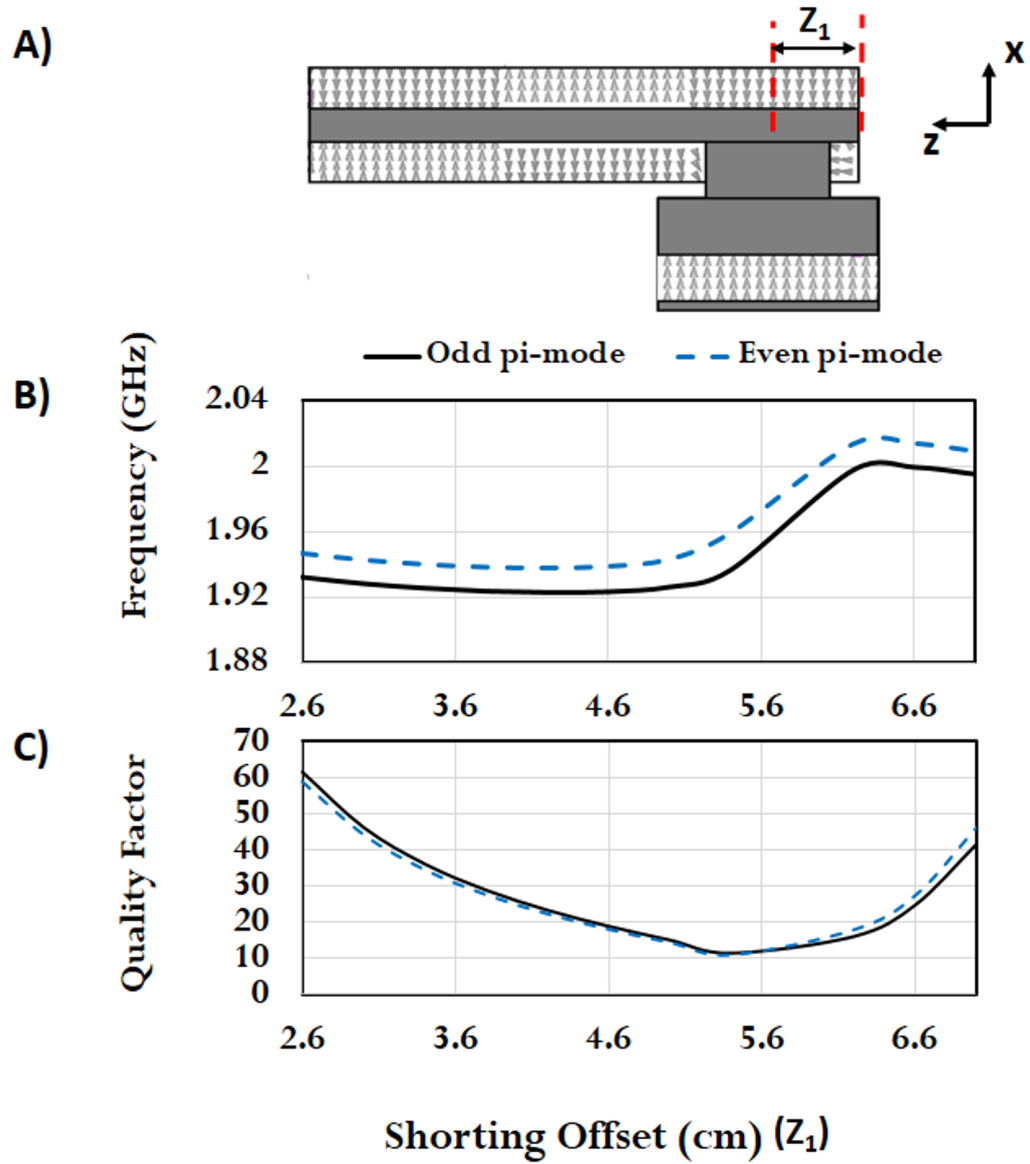 A)
Z1
x
z
Odd pi-mode
Even pi-mode
B)
Frequency (GHz)
2.04
2
1.96
1.92
1.88
2.6 3.6 4.6 5.6 6.6
C)
Quality Factor
70
60
50
40
30
20
10
0
2.6 3.6 4.6 5.6 6.6
Shorting Offset (cm) (Z1)